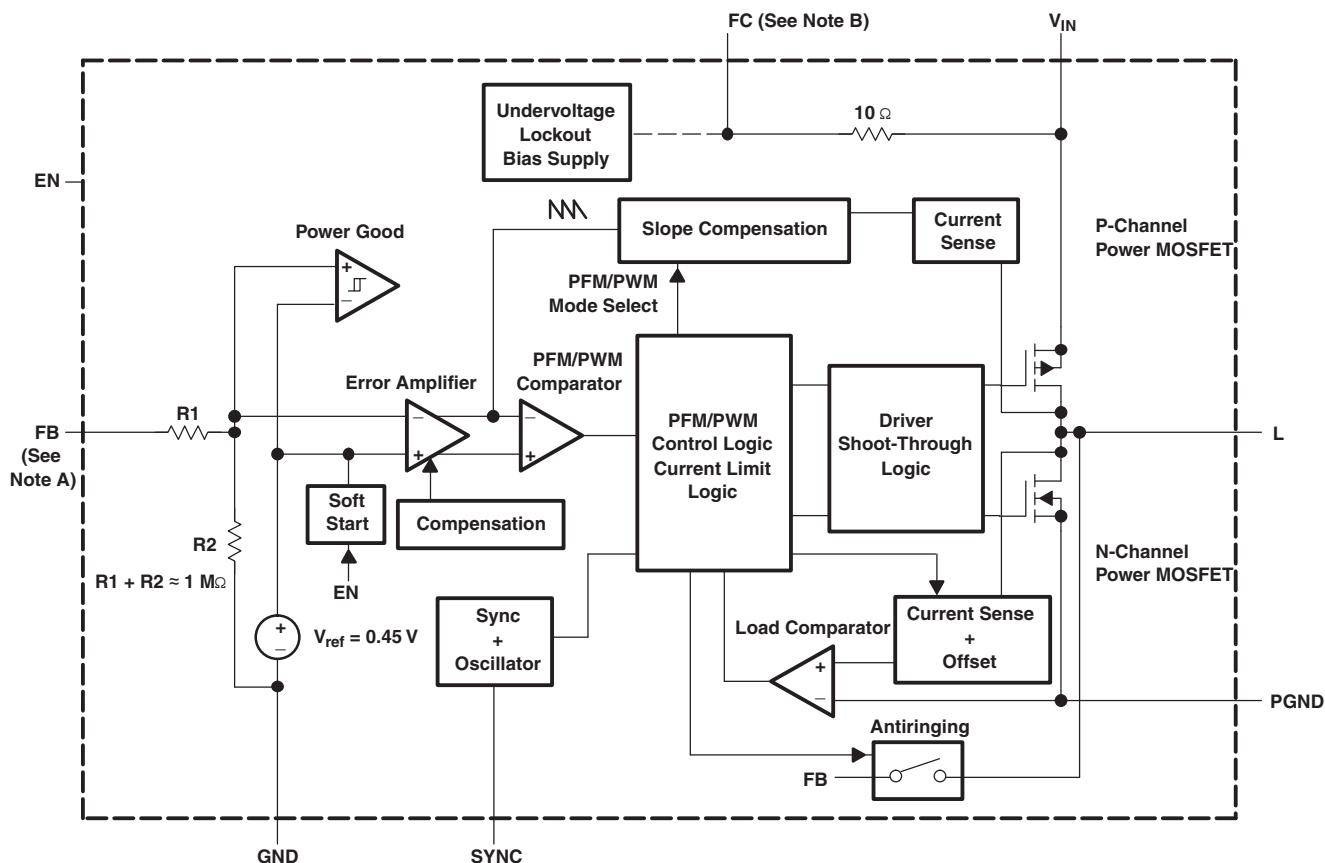 FC (See Note B)
VIN
Undervoltage
Lockout
Bias Supply
10 Ω
EN
Slope Compensation
Current
Sense
P-Channel
Power MOSFET
Power Good
+
−
PFM/PWM
Mode Select
PFM/PWM
Comparator
Error Amplifier
R1
FB
(See
Note A)
−
+
−
+
PFM/PWM
Control Logic
Current Limit
Logic
Driver
Shoot-Through
Logic
L
Soft
Start
Compensation
R2
R1 + R2 ≈ 1 MΩ
EN
N-Channel
Power MOSFET
+
−
Vref = 0.45 V
Sync
+
Oscillator
Load Comparator
+
−
Current Sense
+
Offset
PGND
Antiringing
FB
GND
SYNC